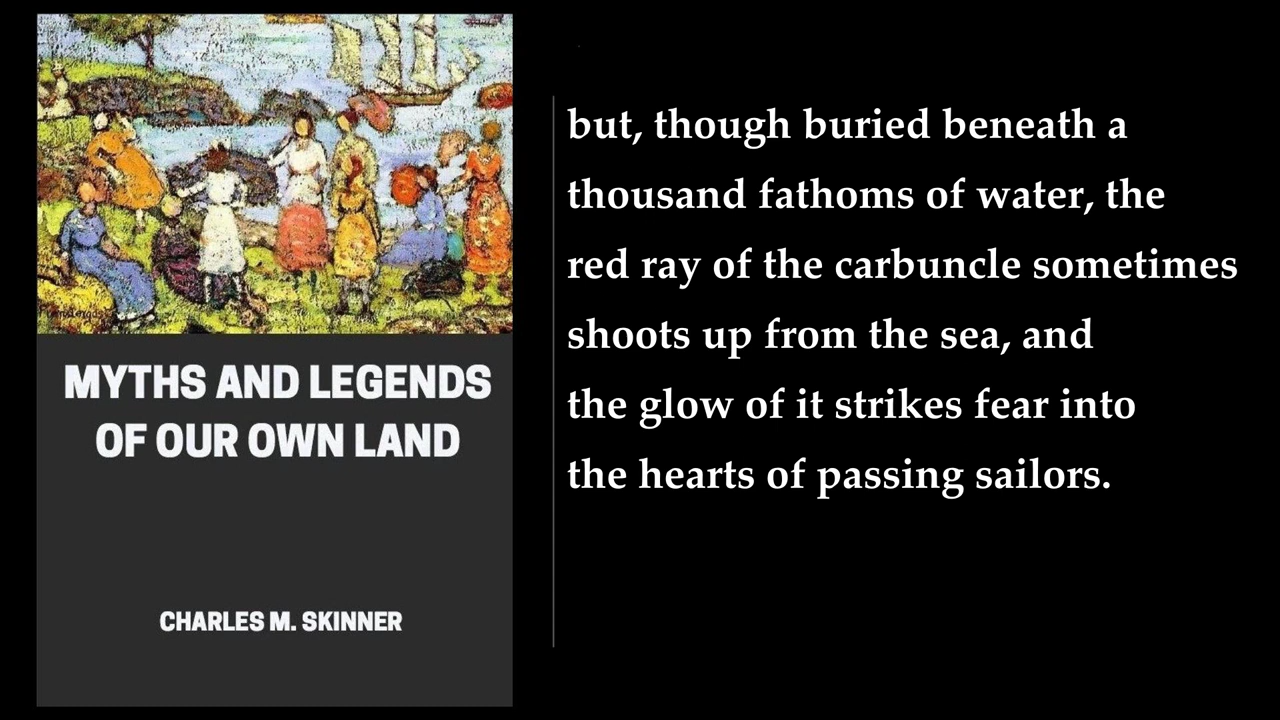 MYTHS AND LEGENDS
OF OUR OWN LAND
CHARLES M. SKINNER
but, though buried beneath a
thousand fathoms of water, the
red ray of the carbuncle sometimes
shoots up from the sea, and
the glow of it strikes fear into
the hearts of passing sailors.